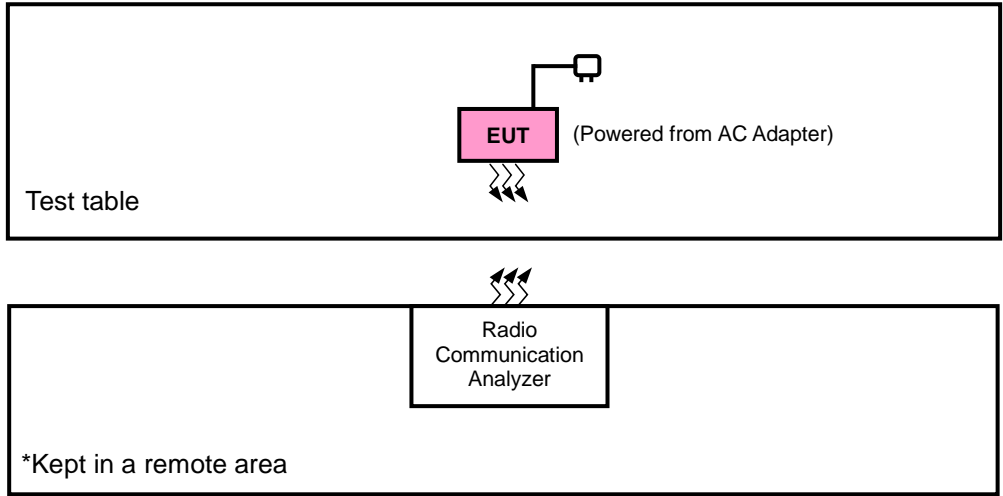 EUT
(Powered from AC Adapter)
Test table
Radio
Communication
Analyzer
*Kept in a remote area